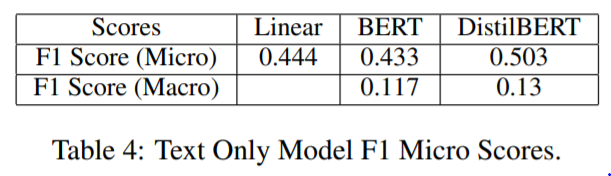 Scores Linear BERT DistilBERT
F1 Score (Micro) 0.444 0.433 0.503
F1 Score (Macro) 0.117 0.13
Table 4: Text Only Model F1 Micro Scores.